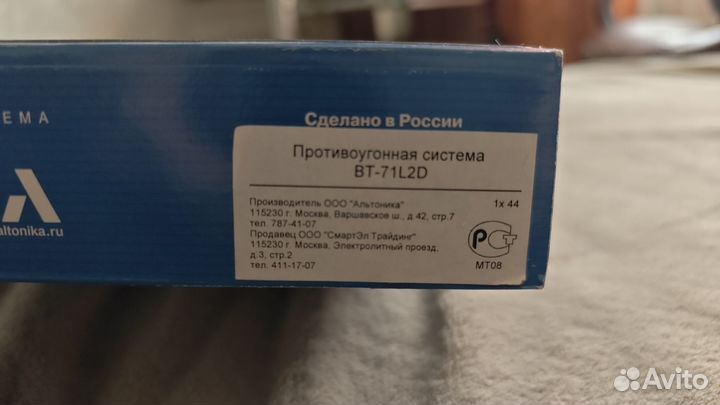 ЕМА
Сделано в России
Противоугонная система
BT-71L2D
Производитель ООО "Альтоника"
1x 44
115230 г. Москва, Варшавское ш., д.42, стр.7
тел. 787-41-07
Продавец ООО "СмартЭл Трайдинг"
115230 г. Москва, Электролитный проезд,
д.3, стр.2
тел. 411-17-07
РСТ
МТ08
altonika.ru
Avito